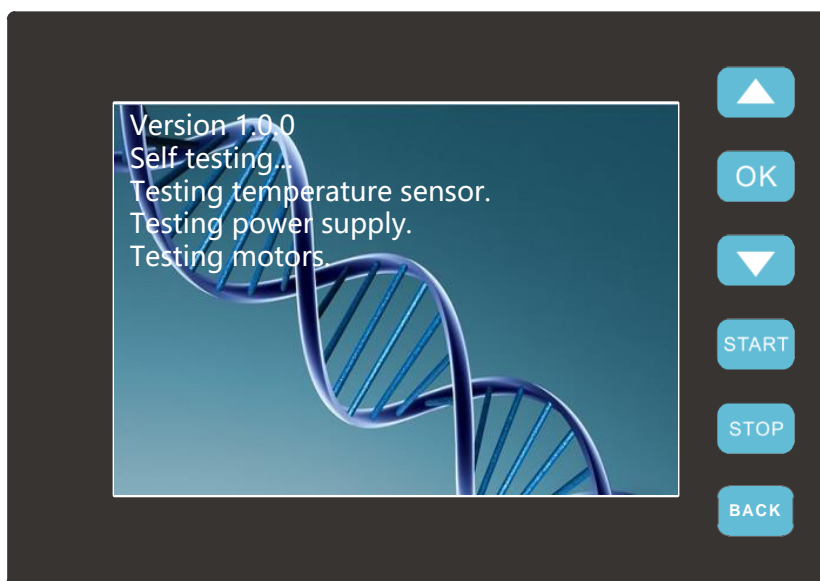 Version 1.0.0
Self testing...
Testing temperature sensor.
Testing power supply.
Testing motors.
OK
START
STOP
BACK